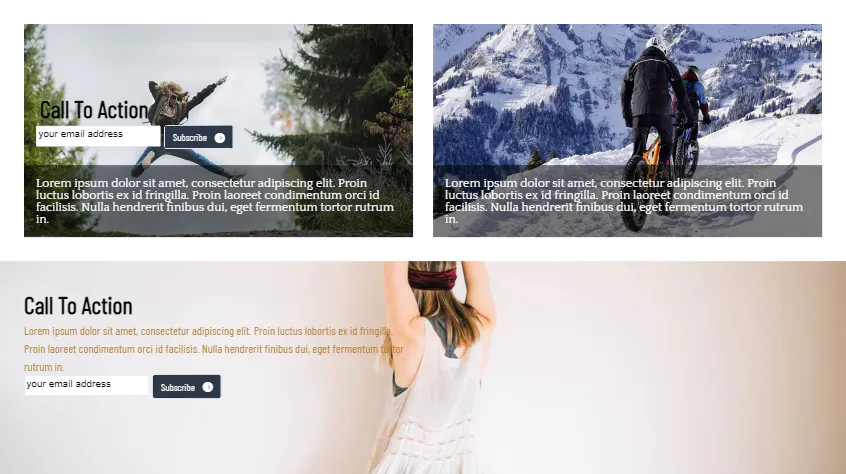 Call To Action
your email address
Subscribe
Lorem ipsum dolor sit amet, consectetur adipiscing elit. Proin
luctus lobortis ex id fringilla. Proin laoreet condimentum orci id
facilisis. Nulla hendrerit finibus dui, eget fermentum tortor rutrum
in.
Lorem ipsum dolor sit amet, consectetur adipiscing elit. Proin
luctus lobortis ex id fringilla. Proin laoreet condimentum orci id
facilisis. Nulla hendrerit finibus dui, eget fermentum tortor rutrum
in.
Call To Action
Lorem ipsum dolor sit amet, consectetur adipiscing elit. Proin luctus lobortis ex id fringilla.
Proin laoreet condimentum orci id facilisis. Nulla hendrerit finibus dui, eget fermentum tortor
rutrum in.
your email address
Subscribe